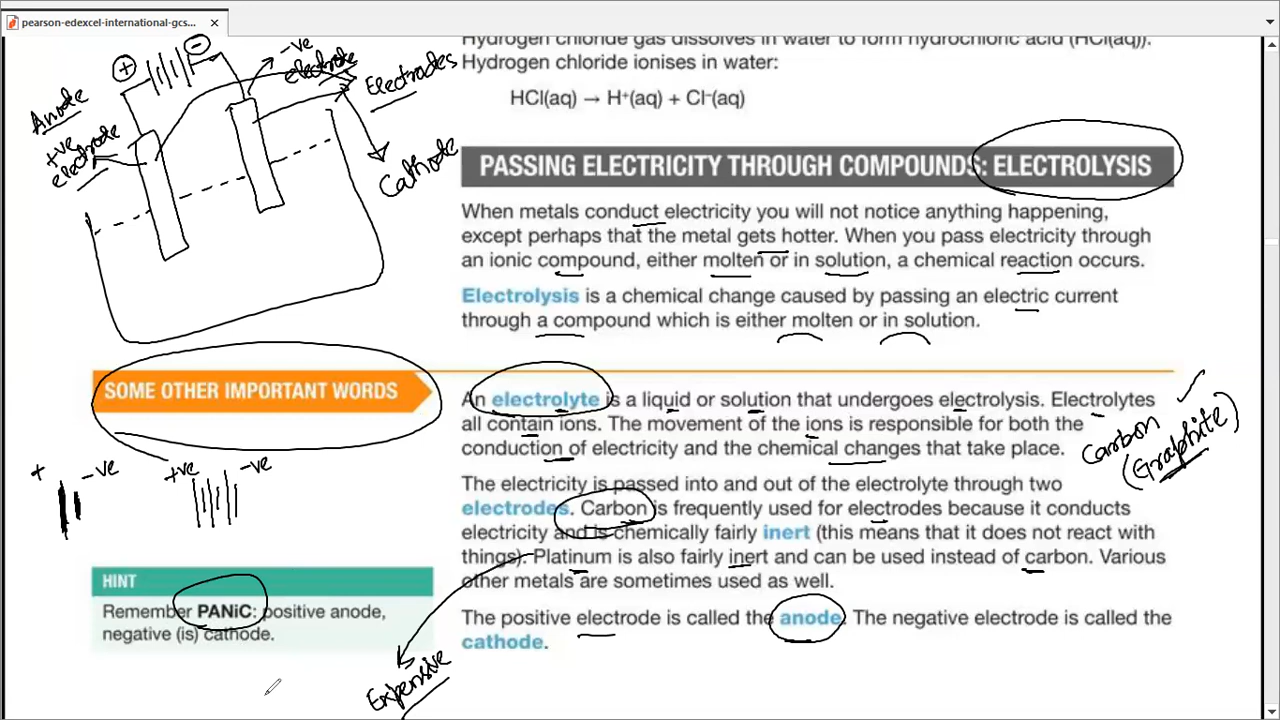 pearson-edexcel-international-gcs...
Hydrogen chloride gas dissolves in water to form hydrochloric acid (HCl(aq)).
Hydrogen chloride ionises in water:
HCl(aq) → H⁺(aq) + Cl⁻(aq)
+
−
-ve
electrode
Electrodes
Anode
+ve
electrode
Cathode
PASSING ELECTRICITY THROUGH COMPOUNDS: ELECTROLYSIS
When metals conduct electricity you will not notice anything happening,
except perhaps that the metal gets hotter. When you pass electricity through
an ionic compound, either molten or in solution, a chemical reaction occurs.
Electrolysis is a chemical change caused by passing an electric current
through a compound which is either molten or in solution.
SOME OTHER IMPORTANT WORDS
An electrolyte is a liquid or solution that undergoes electrolysis. Electrolytes
all contain ions. The movement of the ions is responsible for both the
conduction of electricity and the chemical changes that take place.
Carbon
(Graphite)
+ -ve +ve -ve
The electricity is passed into and out of the electrolyte through two
electrodes. Carbon is frequently used for electrodes because it conducts
electricity and is chemically fairly inert (this means that it does not react with
things). Platinum is also fairly inert and can be used instead of carbon. Various
other metals are sometimes used as well.
HINT
Remember PANiC: positive anode,
negative (is) cathode.
The positive electrode is called the anode. The negative electrode is called the
cathode.
Expensive